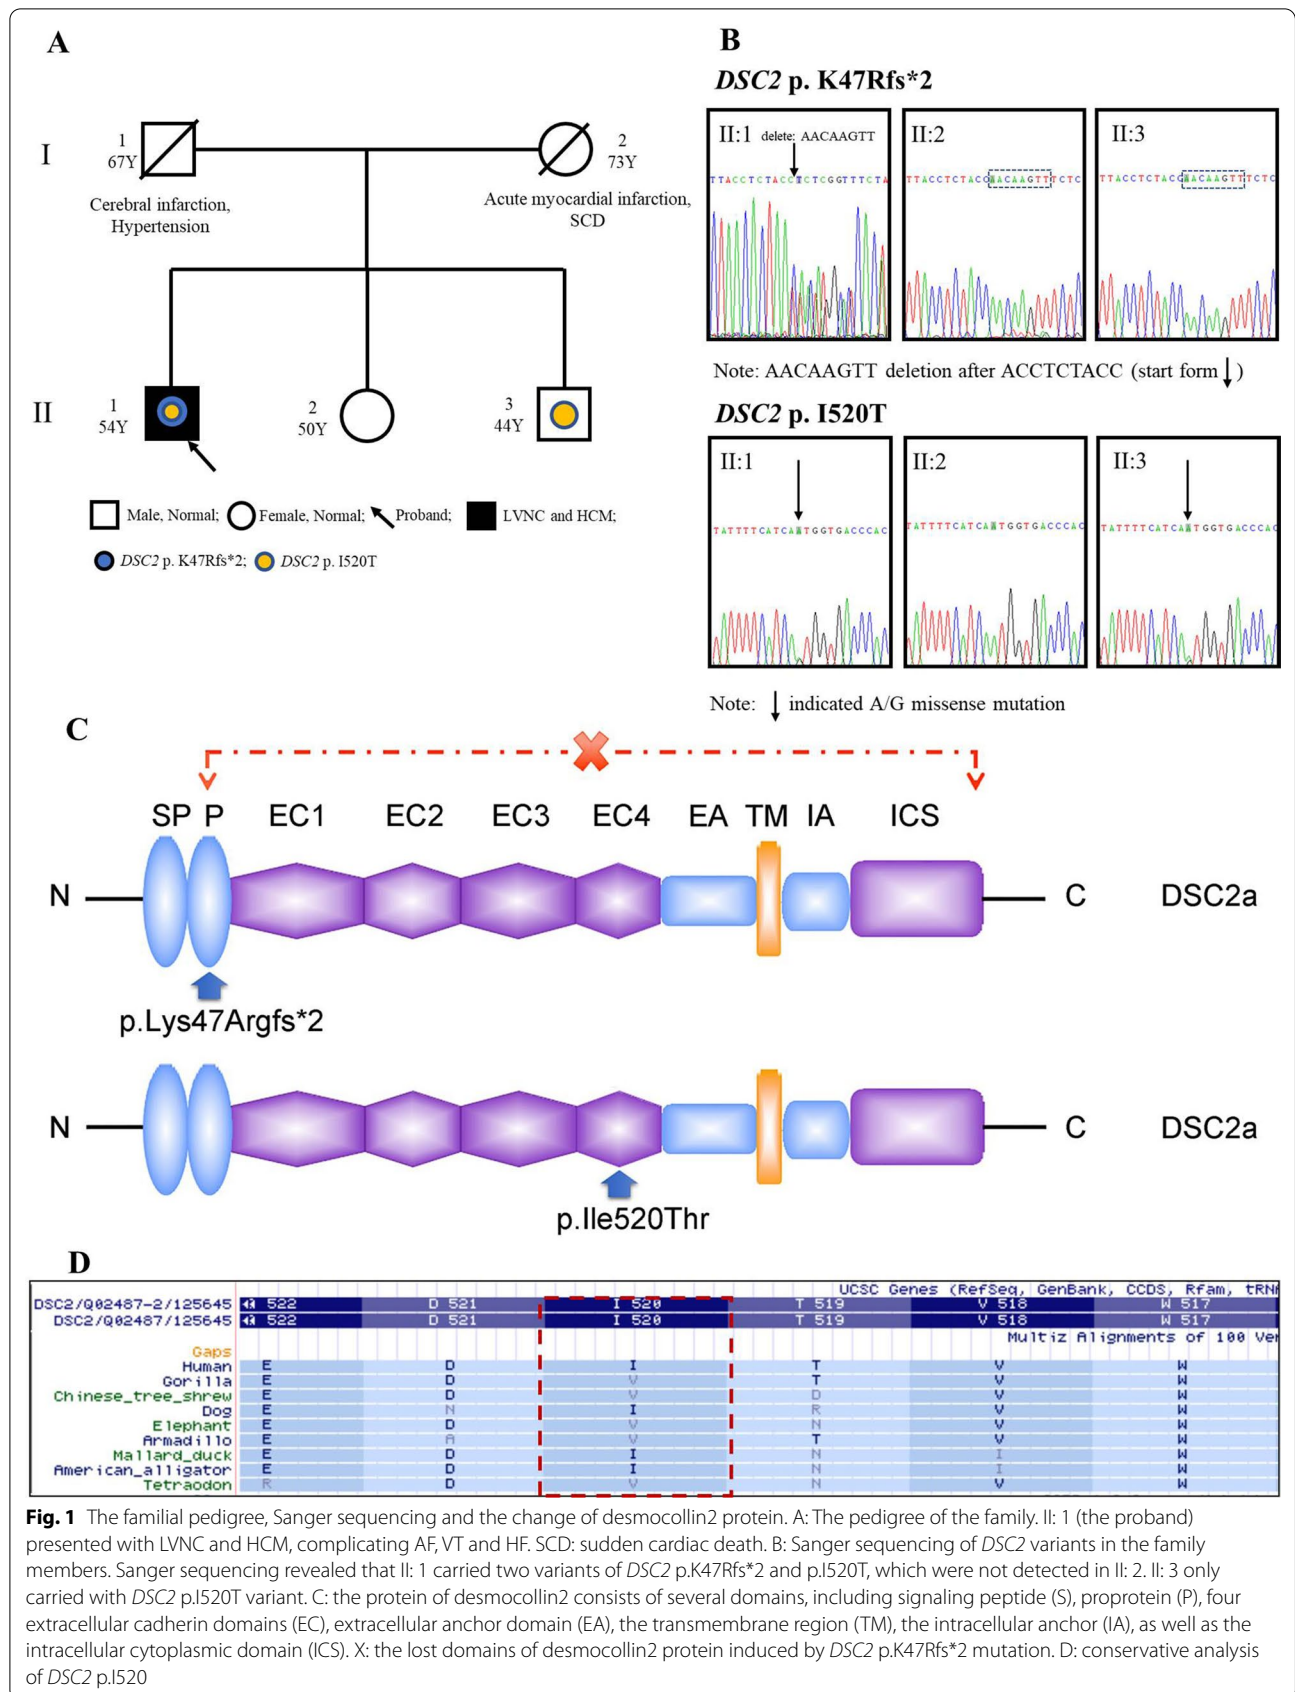 A
I
1
67Y
Cerebral infarction,
Hypertension
2
73Y
Acute myocardial infarction,
SCD
II
1
54Y
2
50Y
3
44Y
Male, Normal; Female, Normal; Proband; LVNC and HCM;
DSC2 p. K47Rfs*2; DSC2 p. I520T
B
DSC2 p. K47Rfs*2
II:1 delete: AACAAGTT
TTACCTCTACCTCTCGGTTTCTA
II:2
TTACCTCTACCAACAAGTTTCTC
II:3
TTACCTCTACCAACAAGTTTCTC
Note: AACAAGTT deletion after ACCTCTACC (start form ↓)
DSC2 p. I520T
II:1
TATTTTCATCAATGGTGACCCAC
II:2
TATTTTCATCAATGGTGACCCAC
II:3
TATTTTCATCAATGGTGACCCAC
Note: ↓ indicated A/G missense mutation
C
SP P EC1 EC2 EC3 EC4 EA TM IA ICS
N C DSC2a
p.Lys47Argfs*2
N C DSC2a
p.Ile520Thr
D
UCSC Genes (RefSeq, GenBank, CCDS, Rfam, tRN
DSC2/Q02487-2/125645 522 D 521 I 520 T 519 V 518 W 517
DSC2/Q02487/125645 522 D 521 I 520 T 519 V 518 W 517
Multiz Alignments of 100 Ver
Gaps
Human E D I T V W
Gorilla E D V T V W
Chinese_tree_shrew E D V D V W
Dog E N I R V W
Elephant E D V N V W
Armadillo E A V T V W
Mallard_duck E D I N I W
American_alligator E D I N I W
Tetraodon R D V N V W
Fig. 1 The familial pedigree, Sanger sequencing and the change of desmocollin2 protein. A: The pedigree of the family. II: 1 (the proband)
presented with LVNC and HCM, complicating AF, VT and HF. SCD: sudden cardiac death. B: Sanger sequencing of DSC2 variants in the family
members. Sanger sequencing revealed that II: 1 carried two variants of DSC2 p.K47Rfs*2 and p.I520T, which were not detected in II: 2. II: 3 only
carried with DSC2 p.I520T variant. C: the protein of desmocollin2 consists of several domains, including signaling peptide (S), proprotein (P), four
extracellular cadherin domains (EC), extracellular anchor domain (EA), the transmembrane region (TM), the intracellular anchor (IA), as well as the
intracellular cytoplasmic domain (ICS). X: the lost domains of desmocollin2 protein induced by DSC2 p.K47Rfs*2 mutation. D: conservative analysis
of DSC2 p.I520